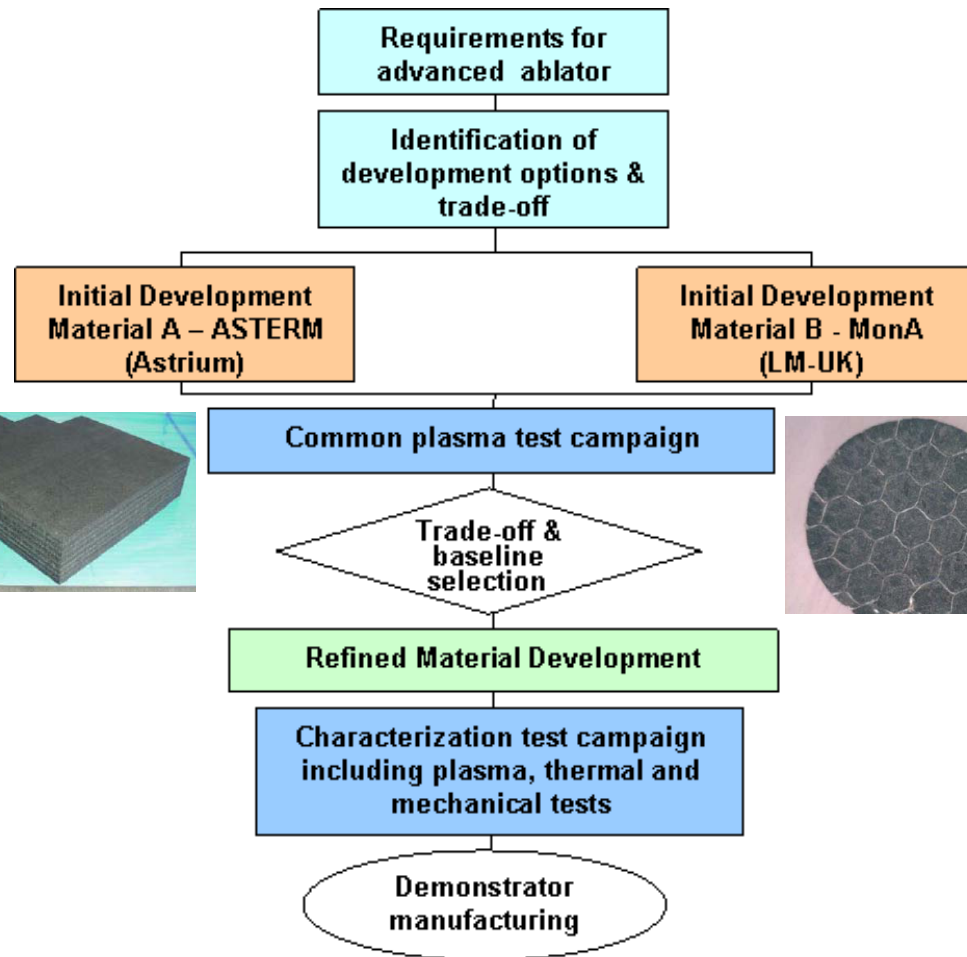 Requirements for
advanced ablator
Identification of
development options &
trade-off
Initial Development
Material A – ASTERM
(Astrium)
Initial Development
Material B - MonA
(LM-UK)
Common plasma test campaign
Trade-off &
baseline
selection
Refined Material Development
Characterization test campaign
including plasma, thermal and
mechanical tests
Demonstrator
manufacturing